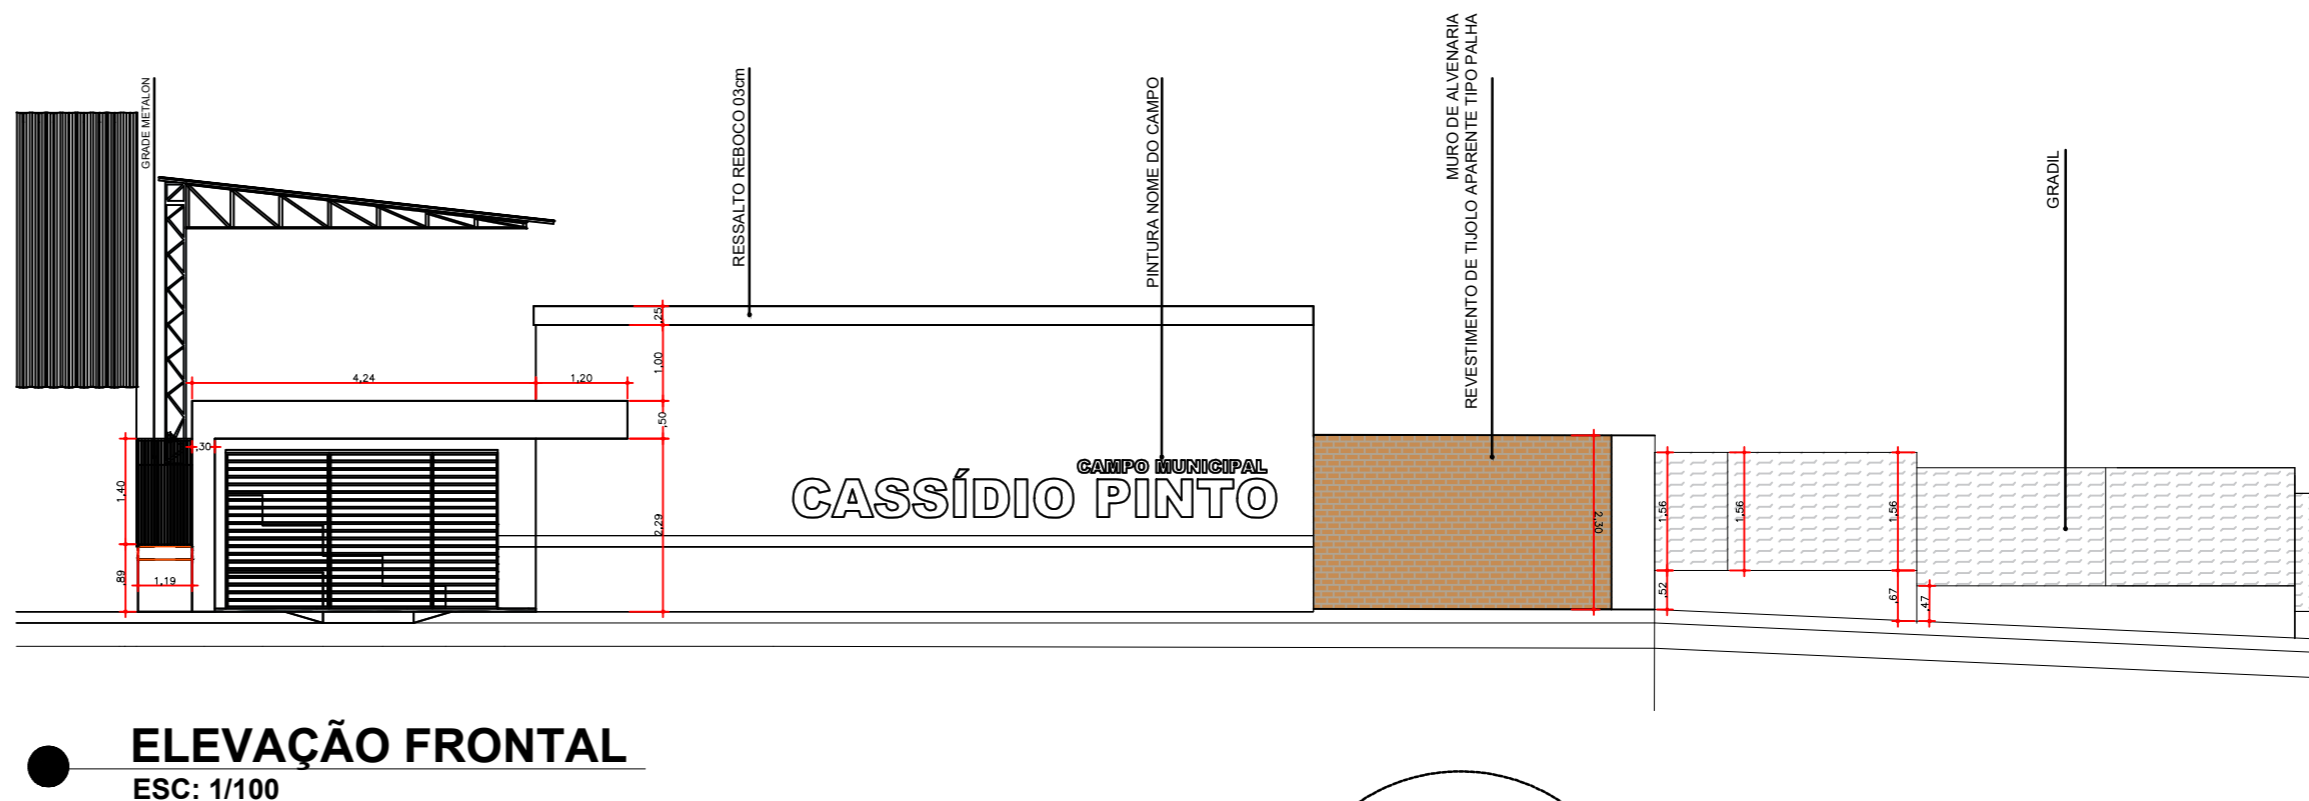 GRADE METALON
RESSALTO REBOCO 03cm
PINTURA NOME DO CAMPO
MURO DE ALVENARIA
REVESTIMENTO DE TIJOLO APARENTE TIPO PALHA
GRADIL
4,24
1,20
,25
1,00
,50
2,29
,30
1,40
,89
1,19
CAMPO MUNICIPAL
CASSÍDIO PINTO
2,30
1,56
1,56
1,56
,52
,67
,47
ELEVAÇÃO FRONTAL
ESC: 1/100